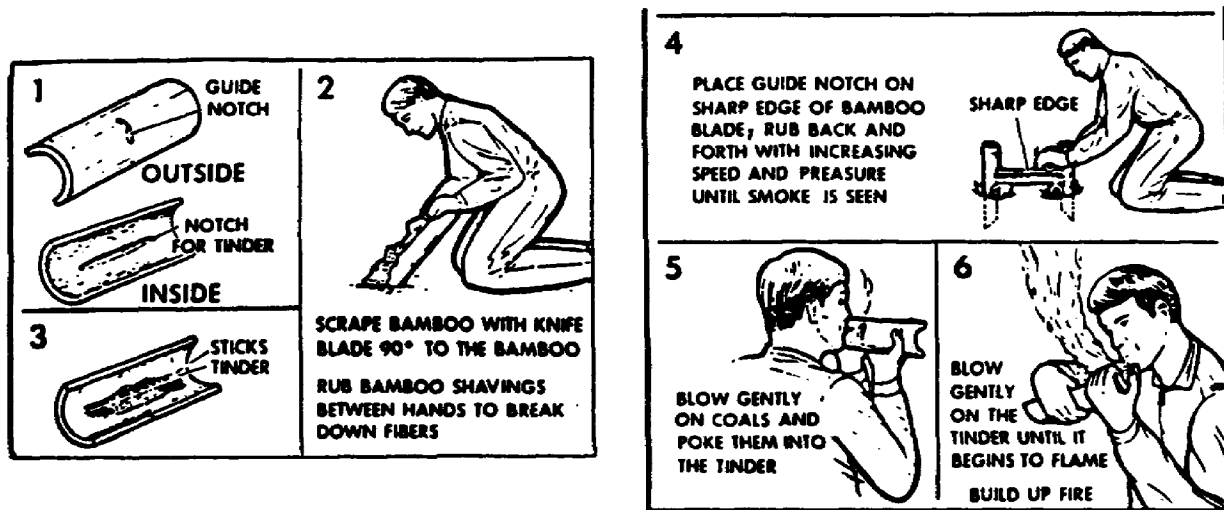 1
GUIDE
NOTCH
OUTSIDE
NOTCH
FOR TINDER
INSIDE
2
SCRAPE BAMBOO WITH KNIFE
BLADE 90° TO THE BAMBOO
RUB BAMBOO SHAVINGS
BETWEEN HANDS TO BREAK
DOWN FIBERS
3
STICKS
TINDER
4
PLACE GUIDE NOTCH ON
SHARP EDGE OF BAMBOO
BLADE; RUB BACK AND
FORTH WITH INCREASING
SPEED AND PREASURE
UNTIL SMOKE IS SEEN
SHARP EDGE
5
BLOW GENTLY
ON COALS AND
POKE THEM INTO
THE TINDER
6
BLOW
GENTLY
ON THE
TINDER UNTIL IT
BEGINS TO FLAME
BUILD UP FIRE